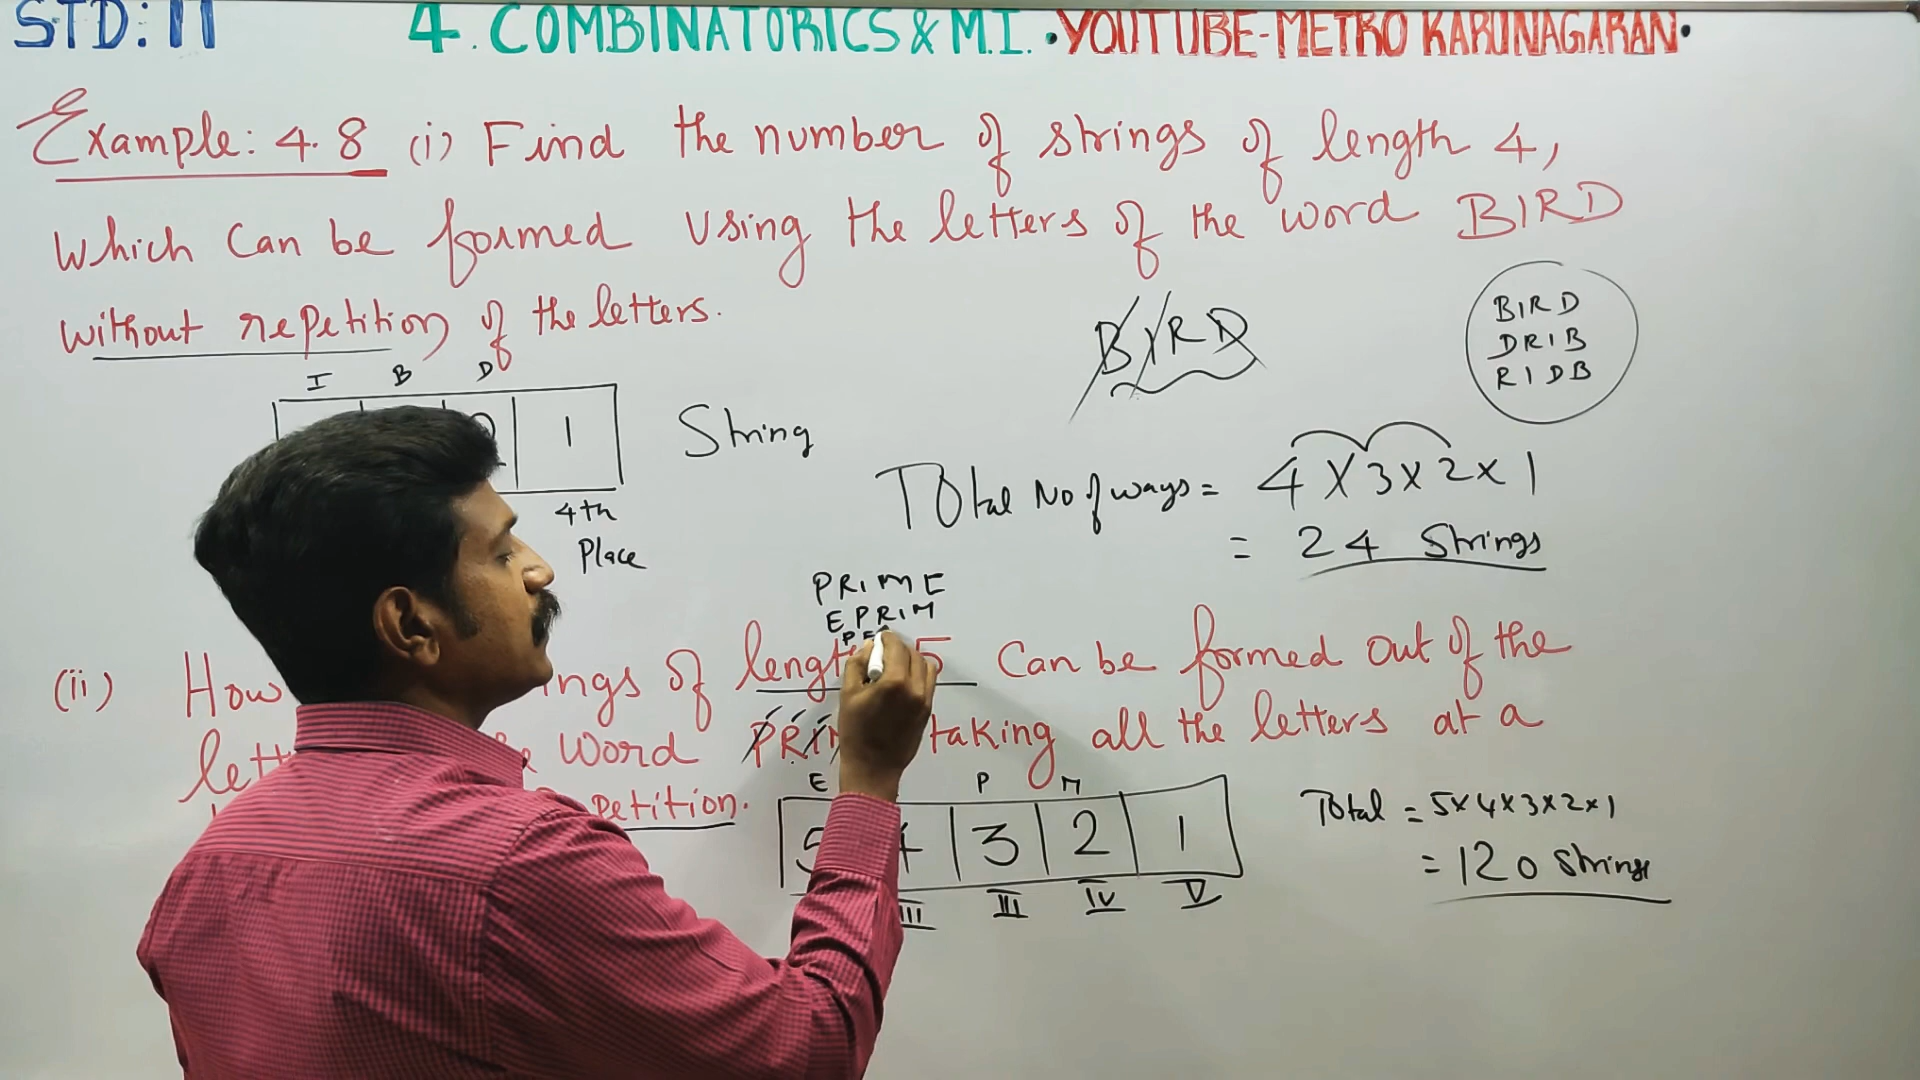 STD: 11 4. COMBINATORICS & M.I. • YOUTUBE-METRO KARUNAGARAN •
Example: 4.8 (i) Find the number of strings of length 4,
which can be formed using the letters of the word BIRD
without repetition of the letters.
BIRD
BIRD
DRIB
RIDB
I B D
1
String
4th
Place
Total No of ways = 4 X 3 x 2 x 1
= 24 Strings
PRIME
EPRIM
(ii) How ings of length 5 can be formed out of the
word taking all the letters at a
petition.
E P M
5 4 3 2 1
III III IV V
Total = 5x4x3x2x1
= 120 Strings